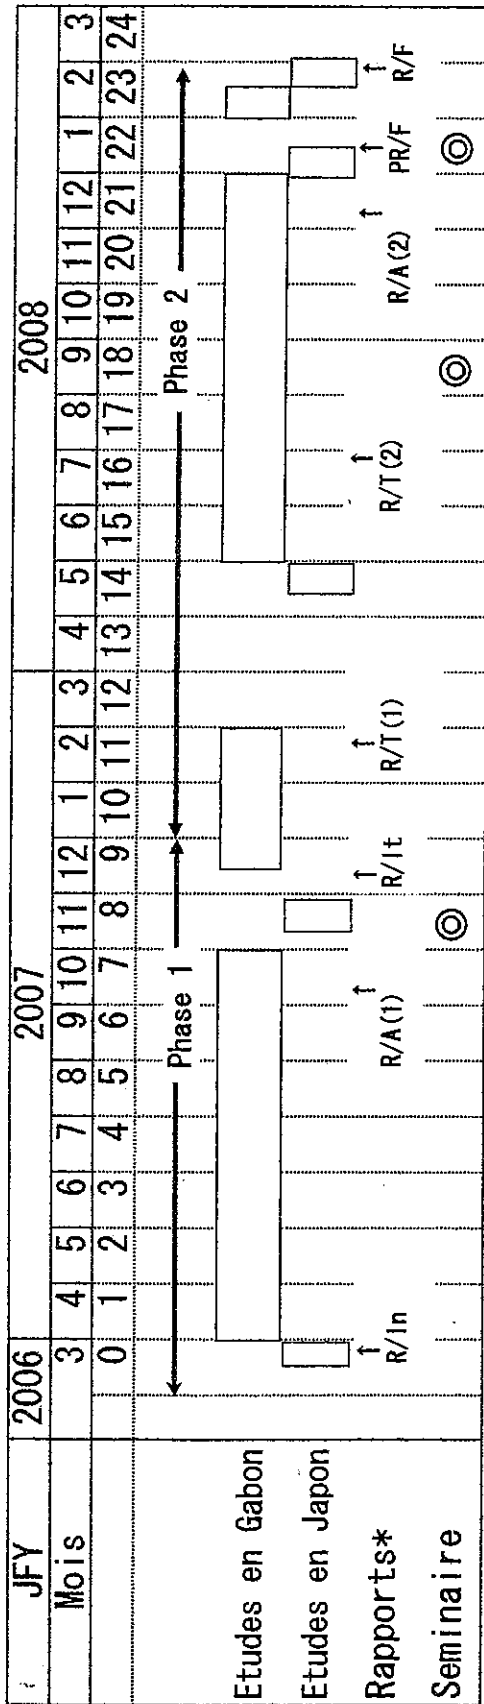 JFY 2006 2007 2008
Mois 3 4 5 6 7 8 9 10 11 12 1 2 3 4 5 6 7 8 9 10 11 12 1 2 3
0 1 2 3 4 5 6 7 8 9 10 11 12 13 14 15 16 17 18 19 20 21 22 23 24
Phase 1 Phase 2
Etudes en Gabon
Etudes en Japon
Rapports* ↑ ↑ ↑ ↑ ↑ ↑ ↑ ↑
R/In R/A(1) R/It R/T(1) R/T(2) R/A(2) PR/F R/F
Seminaire ◎ ◎ ◎